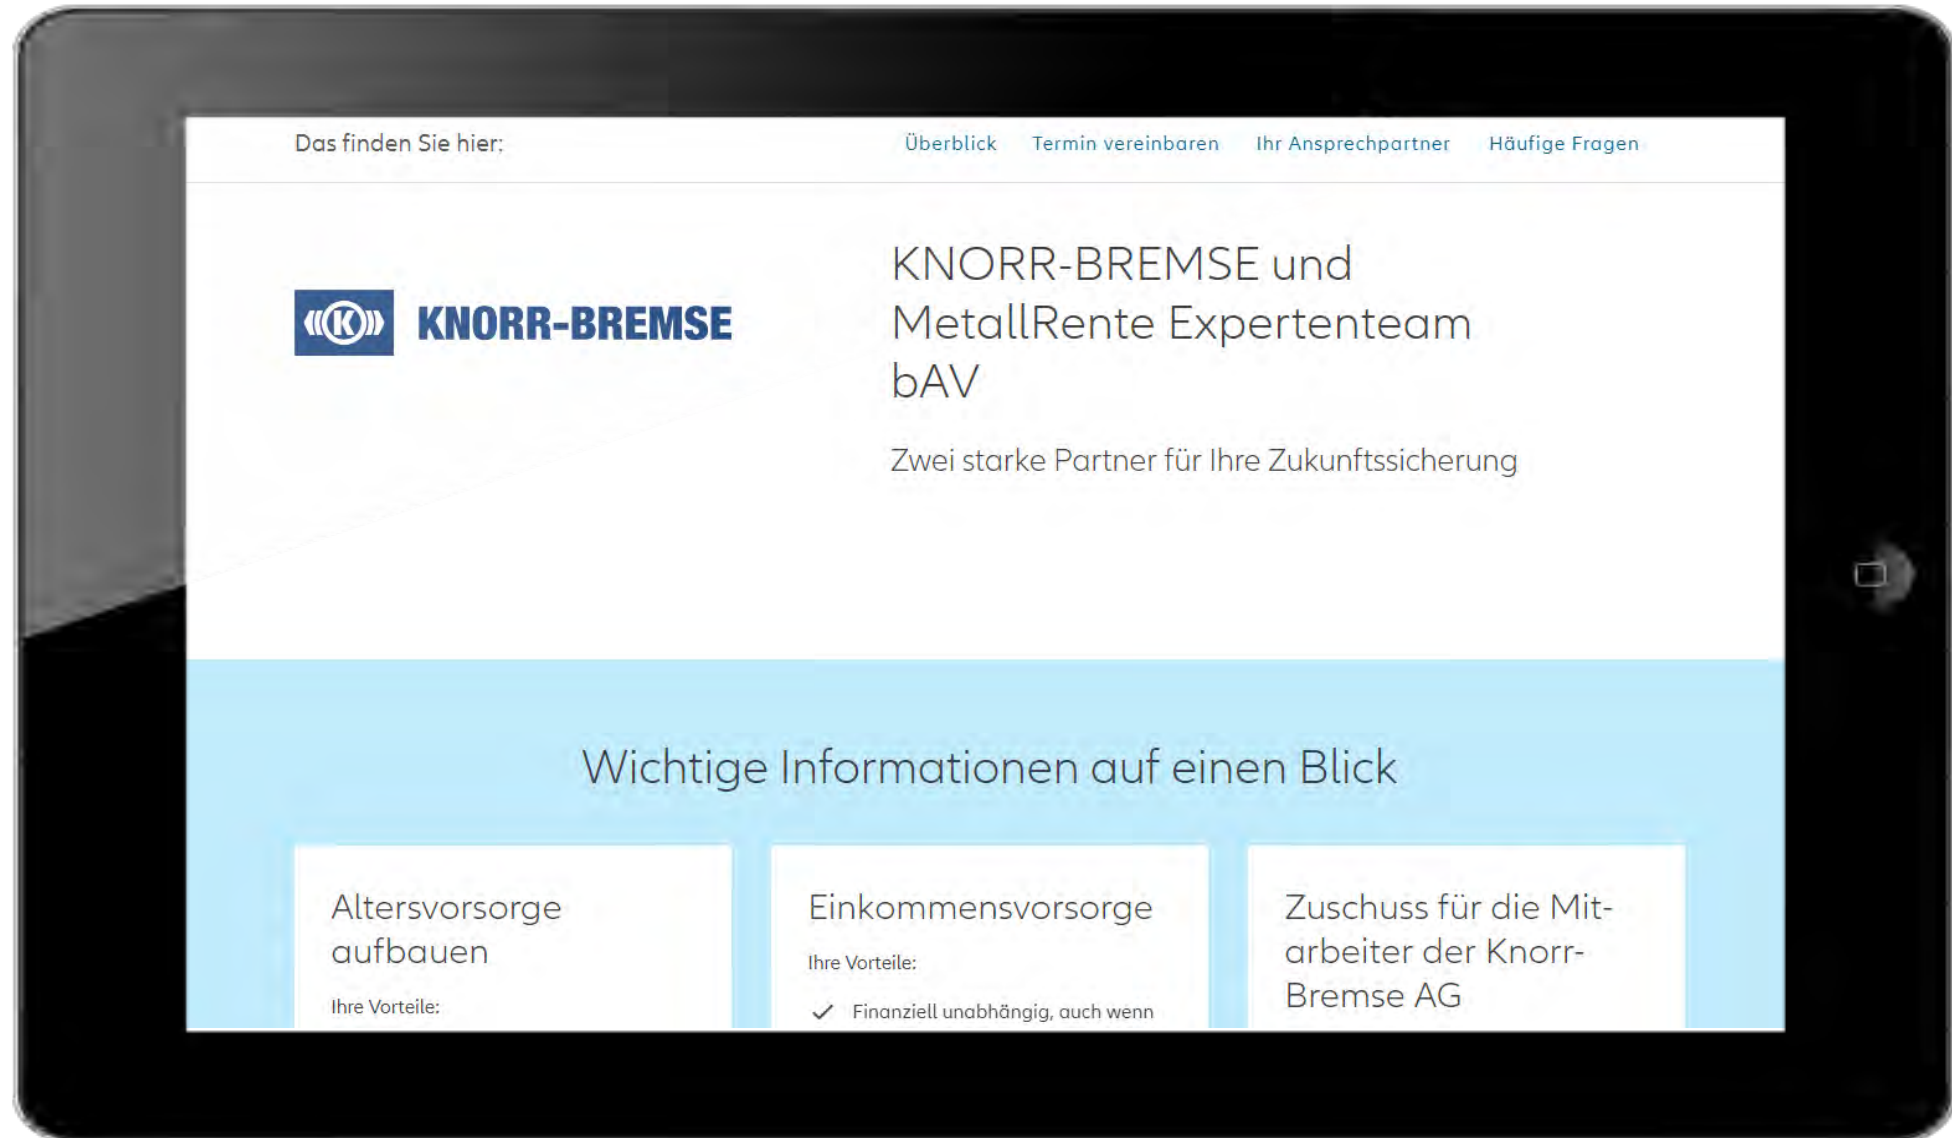 Das finden Sie hier:
Überblick Termin vereinbaren Ihr Ansprechpartner Häufige Fragen
K KNORR-BREMSE
KNORR-BREMSE und
MetallRente Expertenteam
bAV
Zwei starke Partner für Ihre Zukunftssicherung
Wichtige Informationen auf einen Blick
Altersvorsorge
aufbauen
Ihre Vorteile:
Einkommensvorsorge
Ihre Vorteile:
✓ Finanziell unabhängig, auch wenn
Zuschuss für die Mit-
arbeiter der Knorr-
Bremse AG